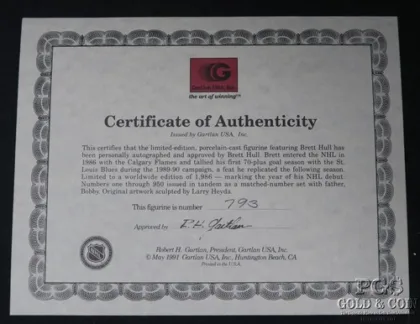 Gartlan USA, Inc.
the art of winning™
Certificate of Authenticity
Issued by Gartlan USA, Inc.
This certifies that the limited-edition, porcelain-cast figurine featuring Brett Hull has
been personally autographed and approved by Brett Hull. Brett entered the NHL in
1986 with the Calgary Flames and tallied his first 70-plus goal season with the St.
Louis Blues during the 1989-90 campaign, a feat he replicated the following season.
Limited to a worldwide edition of 1,986 — marking the year of his NHL debut.
Numbers one through 950 issued in tandem as a matched-number set with father,
Bobby. Original artwork sculpted by Larry Heyda.
This figurine is number 793
Approved by R.H. Gartlan
Robert H. Gartlan, President, Gartlan USA, Inc.
© May 1991 Gartlan USA, Inc., Huntington Beach, CA
Printed in the U.S.A.
NHL
PGS
GOLD & COIN